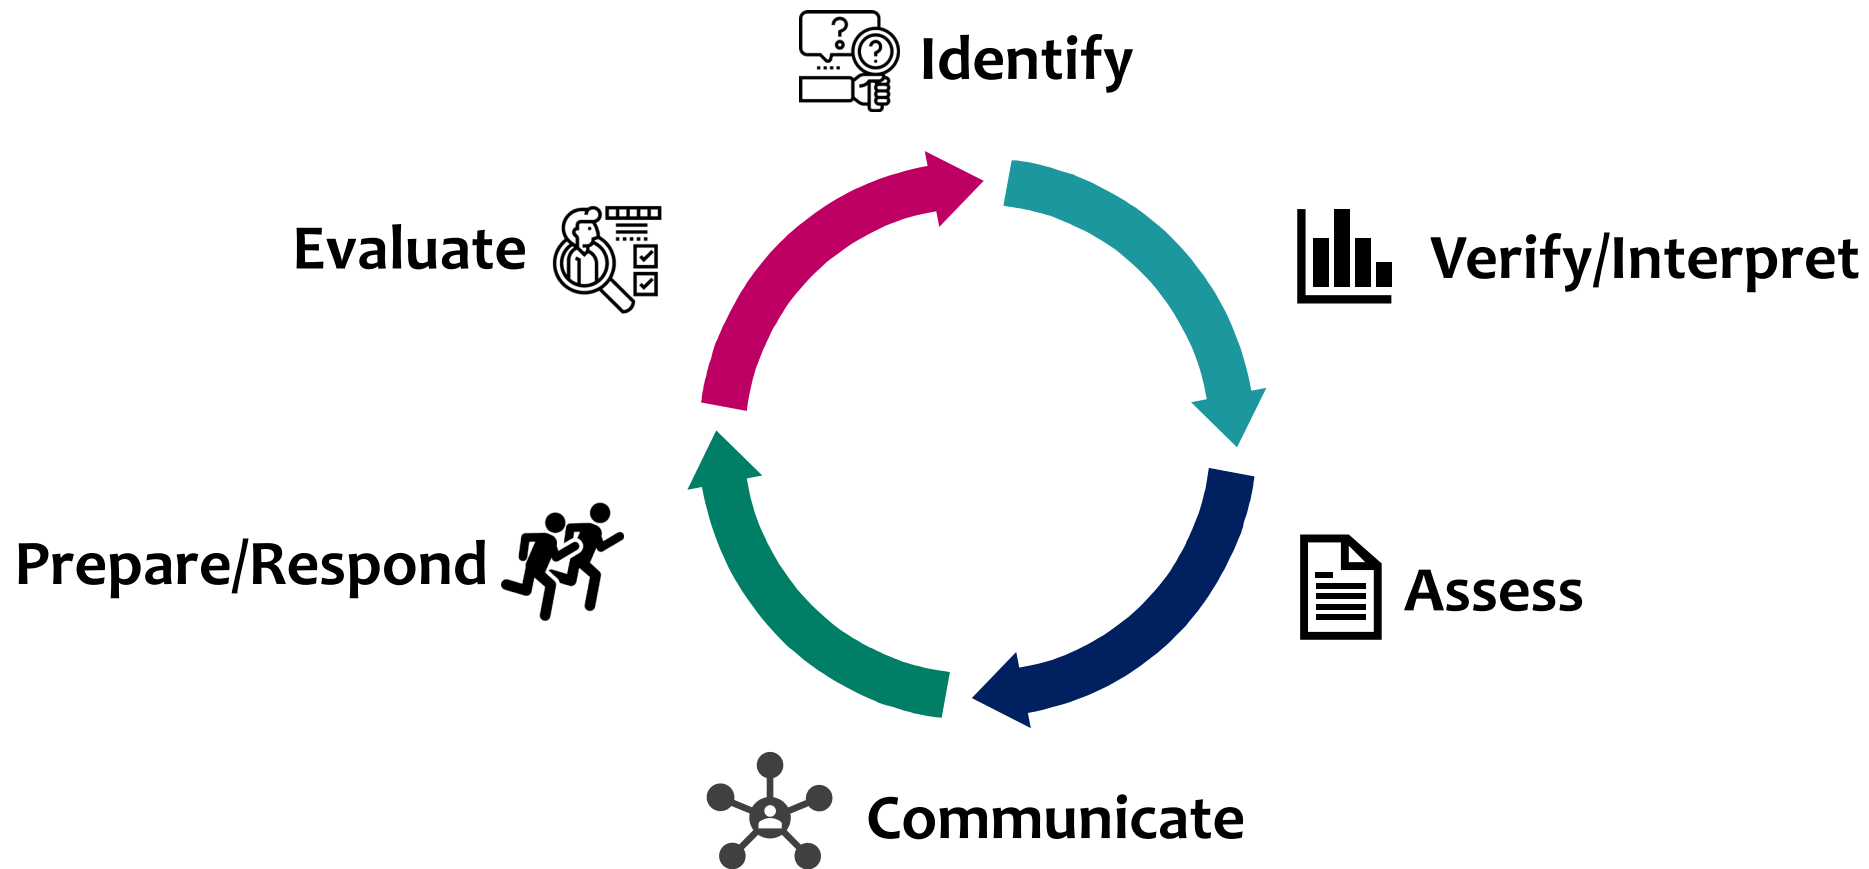 Identify
Verify/Interpret
Assess
Communicate
Prepare/Respond
Evaluate